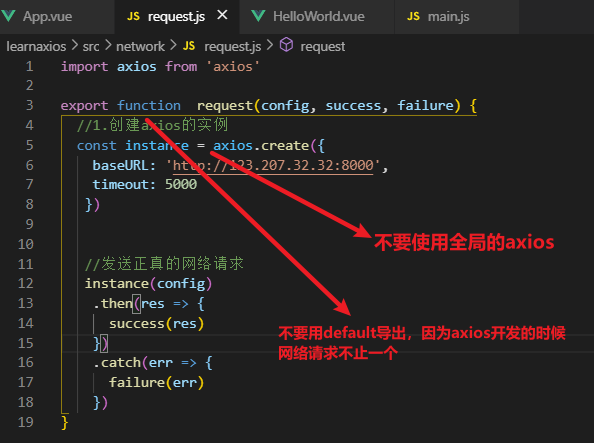 App.vue JS request.js HelloWorld.vue JS main.js
learnaxios > src > network > JS request.js > request
1 import axios from 'axios'
2
3 export function  request(config, success, failure) {
4 //1.创建axios的实例
5 const instance = axios.create({
6 baseURL: 'http://123.207.32.32:8000',
7 timeout: 5000
8 })
9
10
11 //发送正真的网络请求
12 instance(config)
13 .then(res => {
14 success(res)
15 })
16 .catch(err => {
17 failure(err)
18 })
19 }
不要使用全局的axios
不要用default导出，因为axios开发的时候
网络请求不止一个